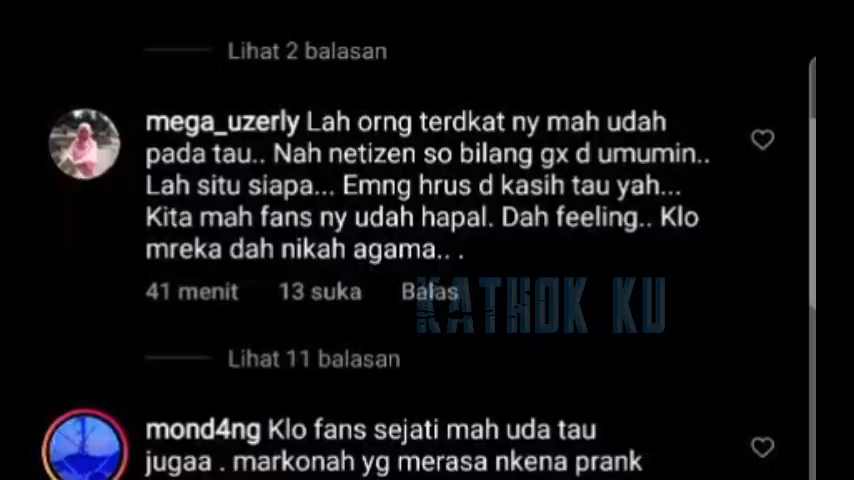 Lihat 2 balasan
mega_uzerly Lah orng terdkat ny mah udah
pada tau.. Nah netizen so bilang gx d umumin..
Lah situ siapa... Emng hrus d kasih tau yah...
Kita mah fans ny udah hapal. Dah feeling.. Klo
mreka dah nikah agama.. .
41 menit 13 suka Balas
KATHOK KU
Lihat 11 balasan
mond4ng Klo fans sejati mah uda tau
jugaa . markonah yg merasa nkena prank